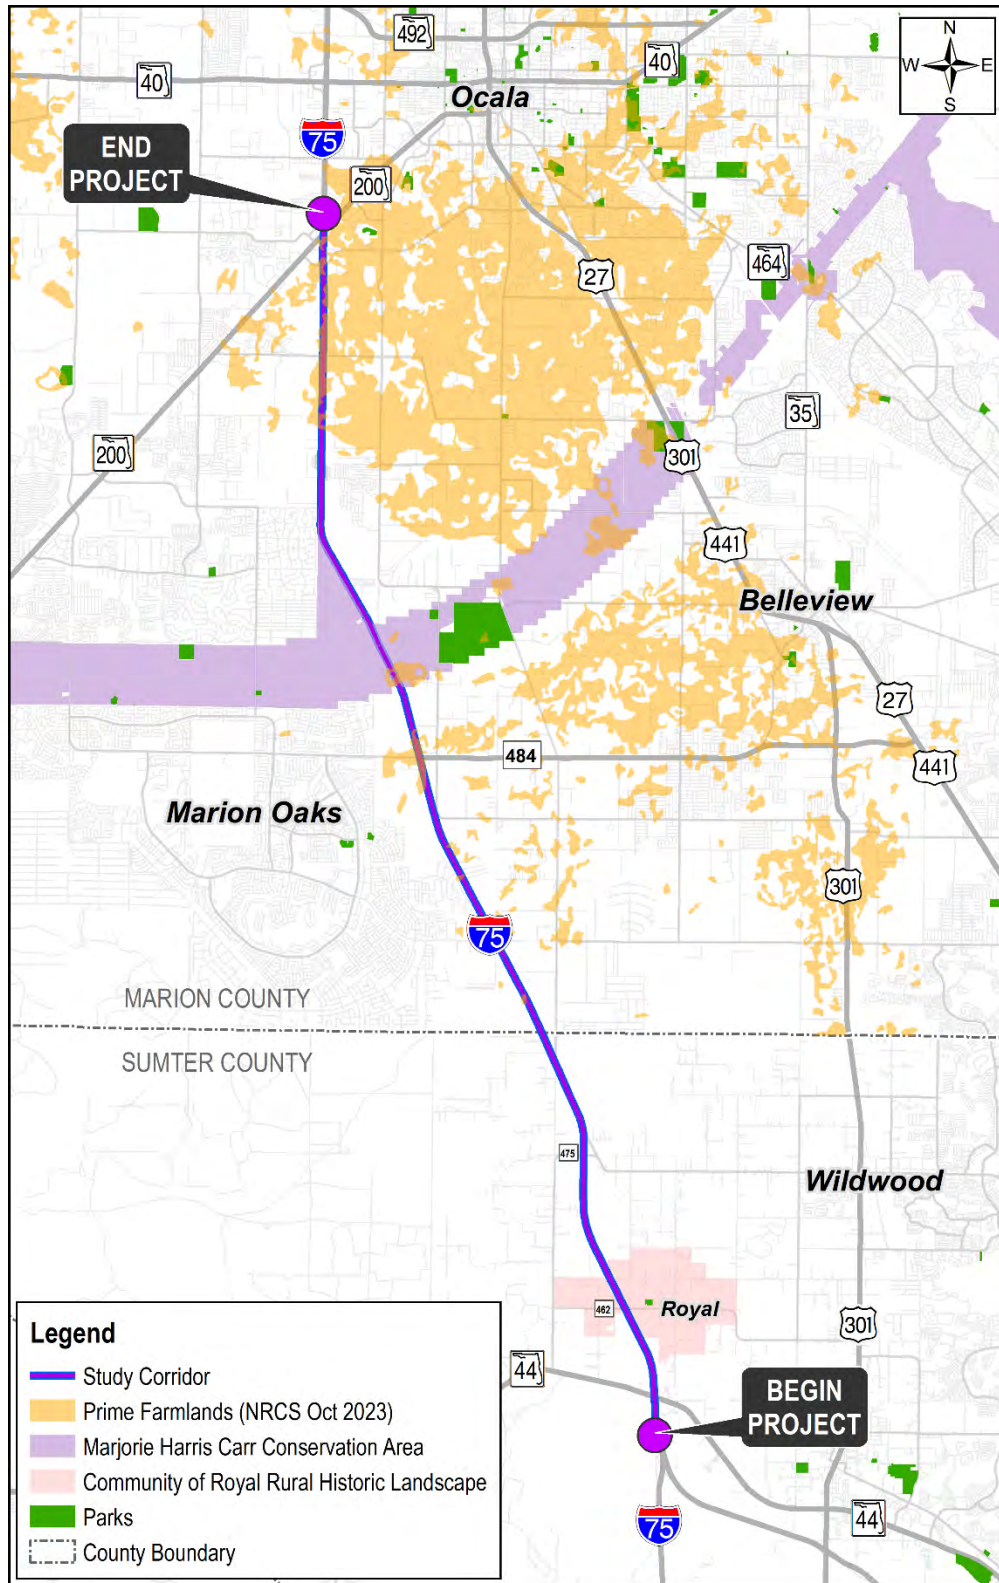 492
40
40
N
W E
S
Ocala
75
END
PROJECT
200
464
27
35
200
301
441
Belleview
27
484
441
Marion Oaks
301
75
MARION COUNTY
SUMTER COUNTY
475
Wildwood
462
Royal
301
44
BEGIN
PROJECT
75
44
Legend
Study Corridor
Prime Farmlands (NRCS Oct 2023)
Marjorie Harris Carr Conservation Area
Community of Royal Rural Historic Landscape
Parks
County Boundary